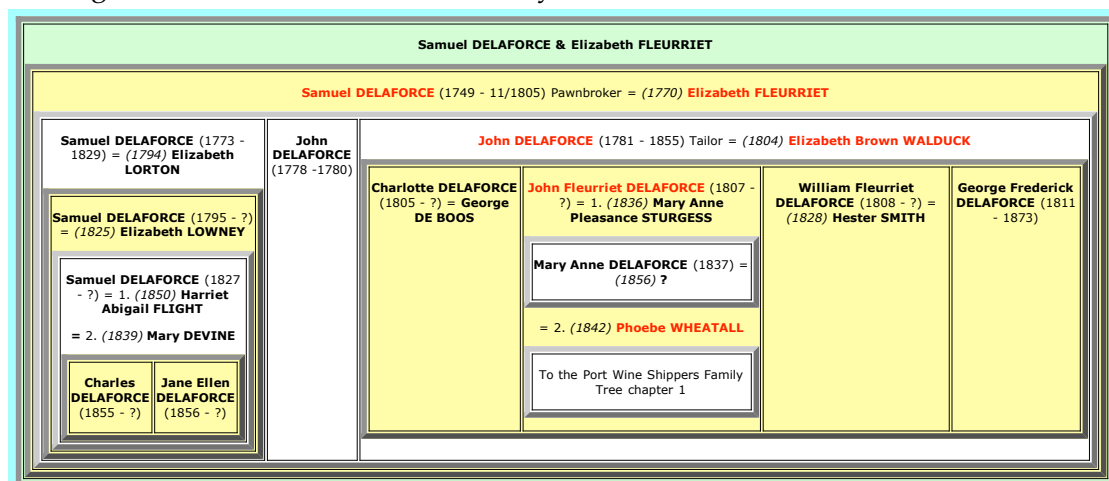 Samuel DELAFORCE & Elizabeth FLEURRIET
Samuel DELAFORCE (1749 - 11/1805) Pawnbroker = (1770) Elizabeth FLEURRIET
Samuel DELAFORCE (1773 -
1829) = (1794) Elizabeth
LORTON
Samuel DELAFORCE (1795 - ?)
= (1825) Elizabeth LOWNEY
Samuel DELAFORCE (1827
- ?) = 1. (1850) Harriet
Abigail FLIGHT
= 2. (1839) Mary DEVINE
Charles
DELAFORCE
(1855 - ?)
Jane Ellen
DELAFORCE
(1856 - ?)
John
DELAFORCE
(1778 -1780)
John DELAFORCE (1781 - 1855) Tailor = (1804) Elizabeth Brown WALDUCK
Charlotte DELAFORCE
(1805 - ?) = George
DE BOOS
John Fleurriet DELAFORCE (1807 -
?) = 1. (1836) Mary Anne
Pleasance STURGESS
Mary Anne DELAFORCE (1837) =
(1856) ?
= 2. (1842) Phoebe WHEATALL
To the Port Wine Shippers Family
Tree chapter 1
William Fleurriet
DELAFORCE (1808 - ?) =
(1828) Hester SMITH
George Frederick
DELAFORCE (1811
- 1873)